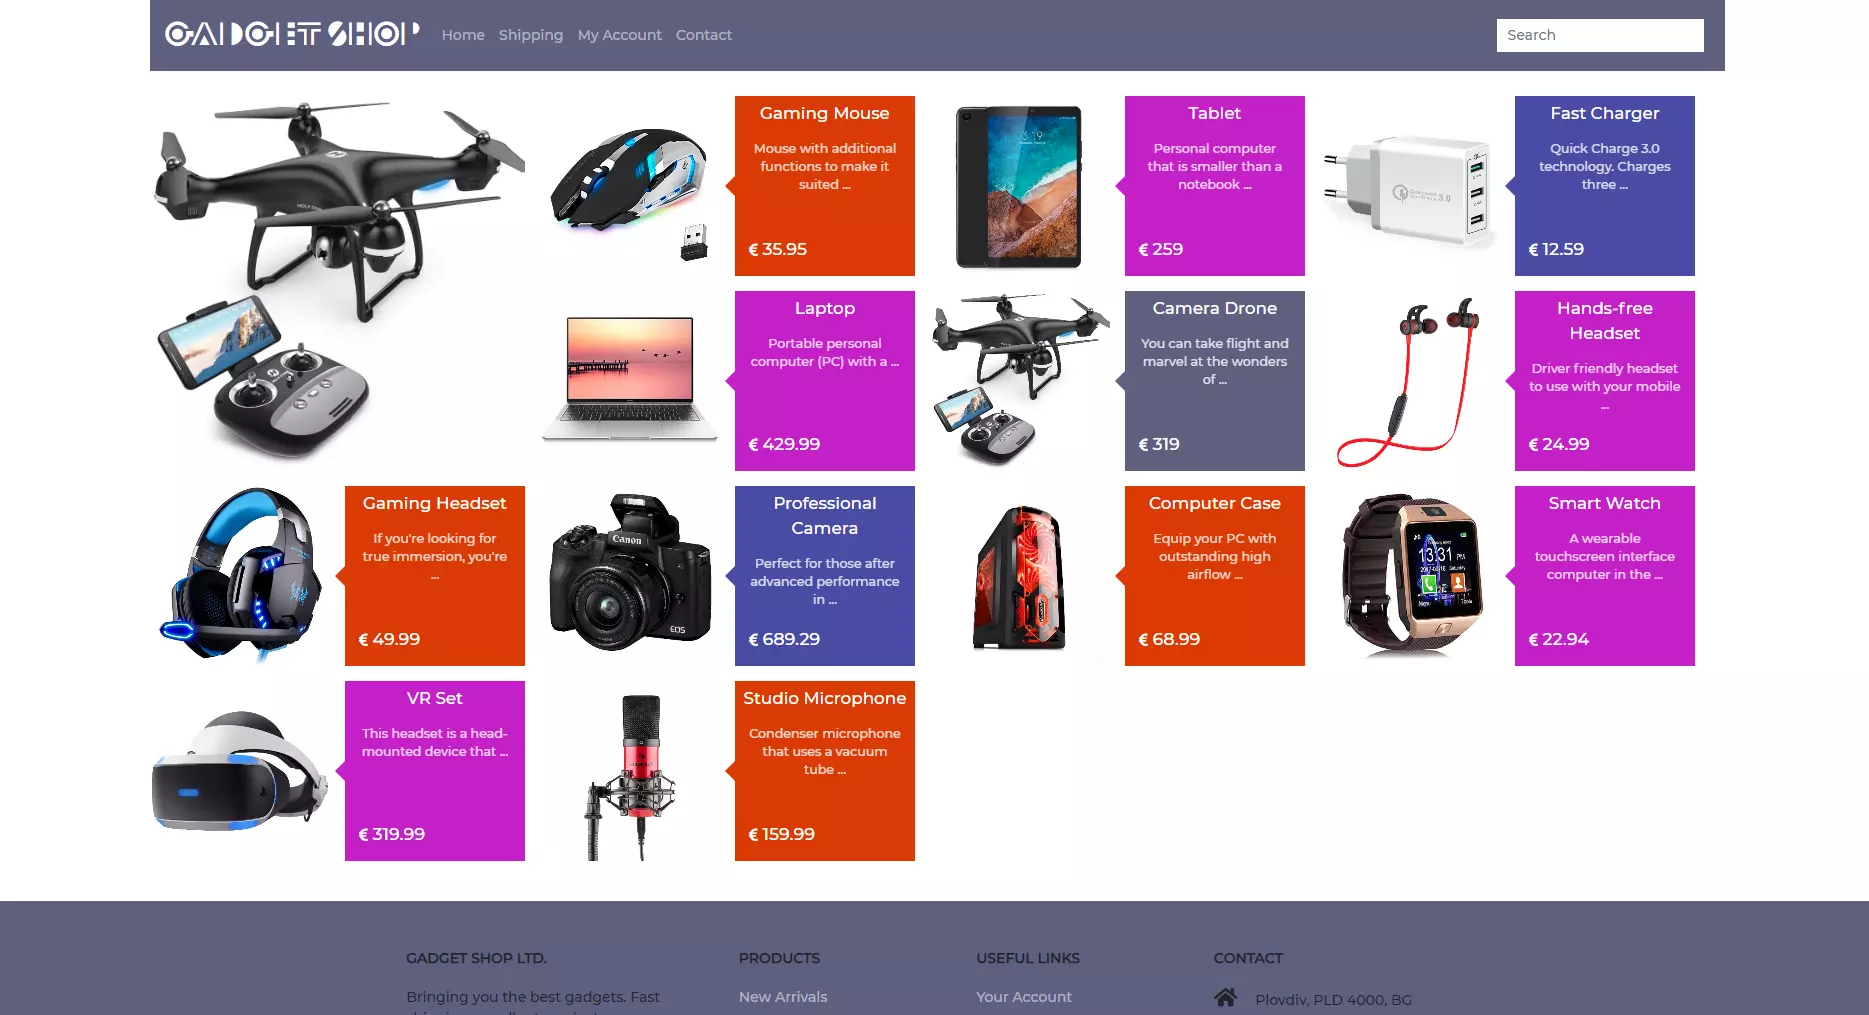 GADGET SHOP
Home Shipping My Account Contact
Search
Gaming Mouse
Mouse with additional
functions to make it
suited ...
€ 35.95
Tablet
Personal computer
that is smaller than a
notebook ...
€ 259
Fast Charger
Quick Charge 3.0
technology. Charges
three ...
€ 12.59
Laptop
Portable personal
computer (PC) with a ...
€ 429.99
Camera Drone
You can take flight and
marvel at the wonders
of ...
€ 319
Hands-free
Headset
Driver friendly headset
to use with your mobile
...
€ 24.99
Gaming Headset
If you're looking for
true immersion, you're
...
€ 49.99
Canon
EOS
Professional
Camera
Perfect for those after
advanced performance
in ...
€ 689.29
Computer Case
Equip your PC with
outstanding high
airflow ...
€ 68.99
13:31 PM
Menu Tools
Smart Watch
A wearable
touchscreen interface
computer in the ...
€ 22.94
VR Set
This headset is a head-
mounted device that ...
€ 319.99
Studio Microphone
Condenser microphone
that uses a vacuum
tube ...
€ 159.99
GADGET SHOP LTD.
Bringing you the best gadgets. Fast
PRODUCTS
New Arrivals
USEFUL LINKS
Your Account
CONTACT
Plovdiv, PLD 4000, BG